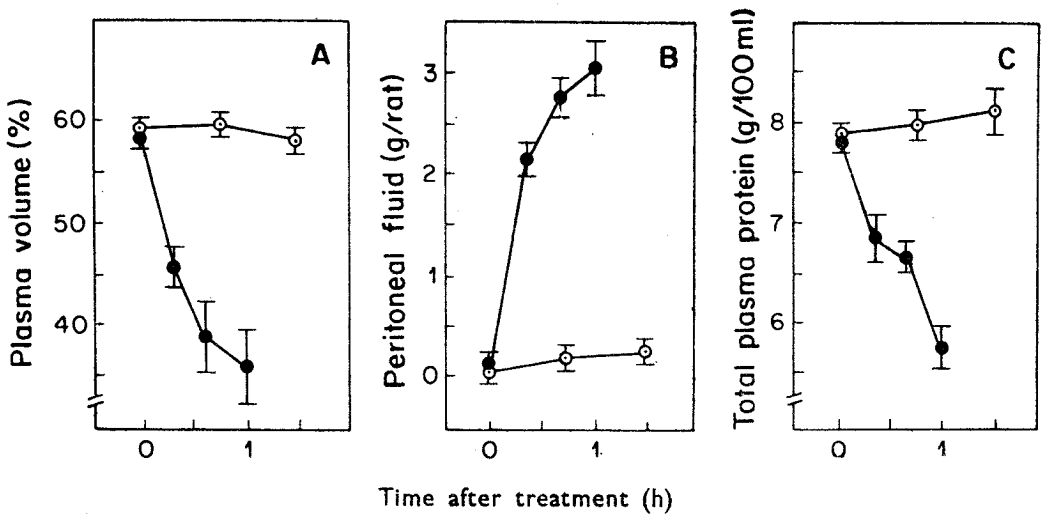 A
Plasma volume (%)
60
50
40
0
1
B
Peritoneal fluid (g/rat)
3
2
1
0
0
1
C
Total plasma protein (g/100ml)
8
7
6
0
1
Time after treatment (h)